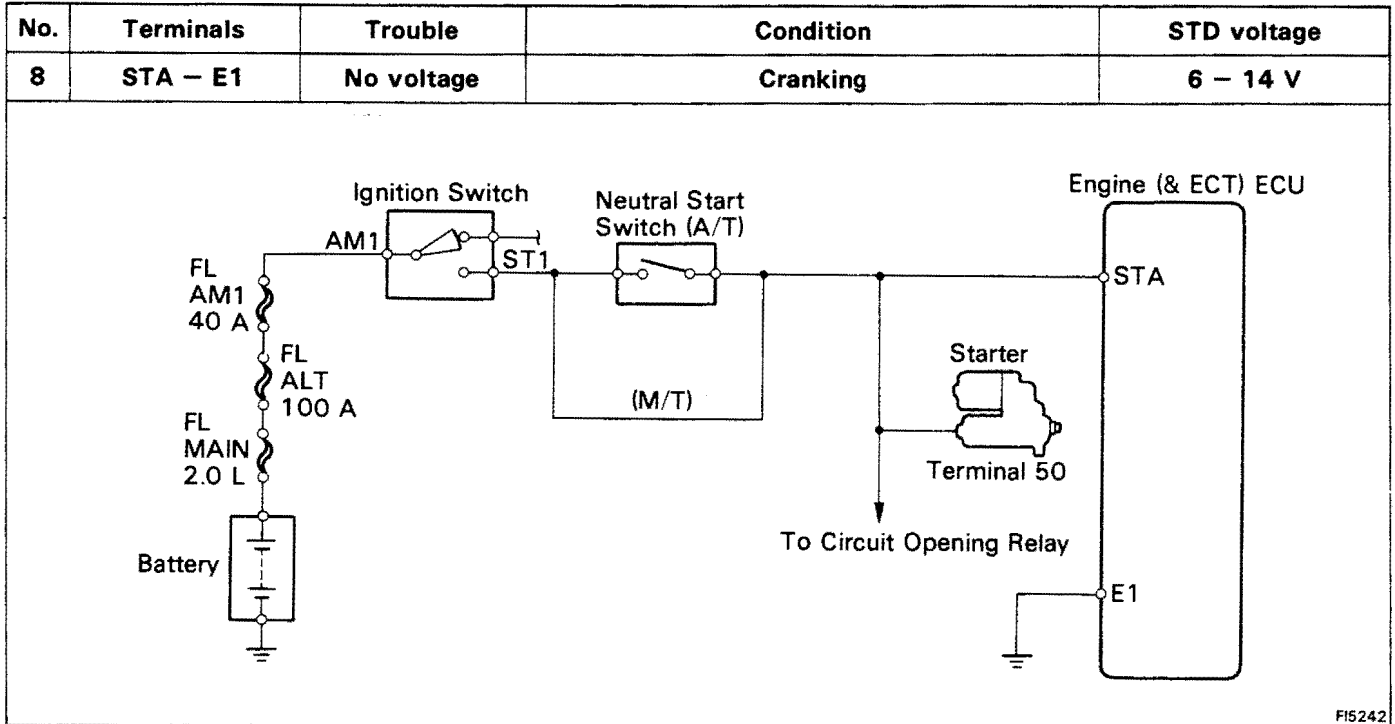 No. Terminals Trouble Condition STD voltage
8 STA — E1 No voltage Cranking 6 — 14 V
Ignition Switch
Neutral Start
Switch (A/T)
Engine (& ECT) ECU
AM1
ST1
STA
FL
AM1
40 A
FL
ALT
100 A
FL
MAIN
2.0 L
(M/T)
Starter
Terminal 50
To Circuit Opening Relay
Battery
E1
FI5242